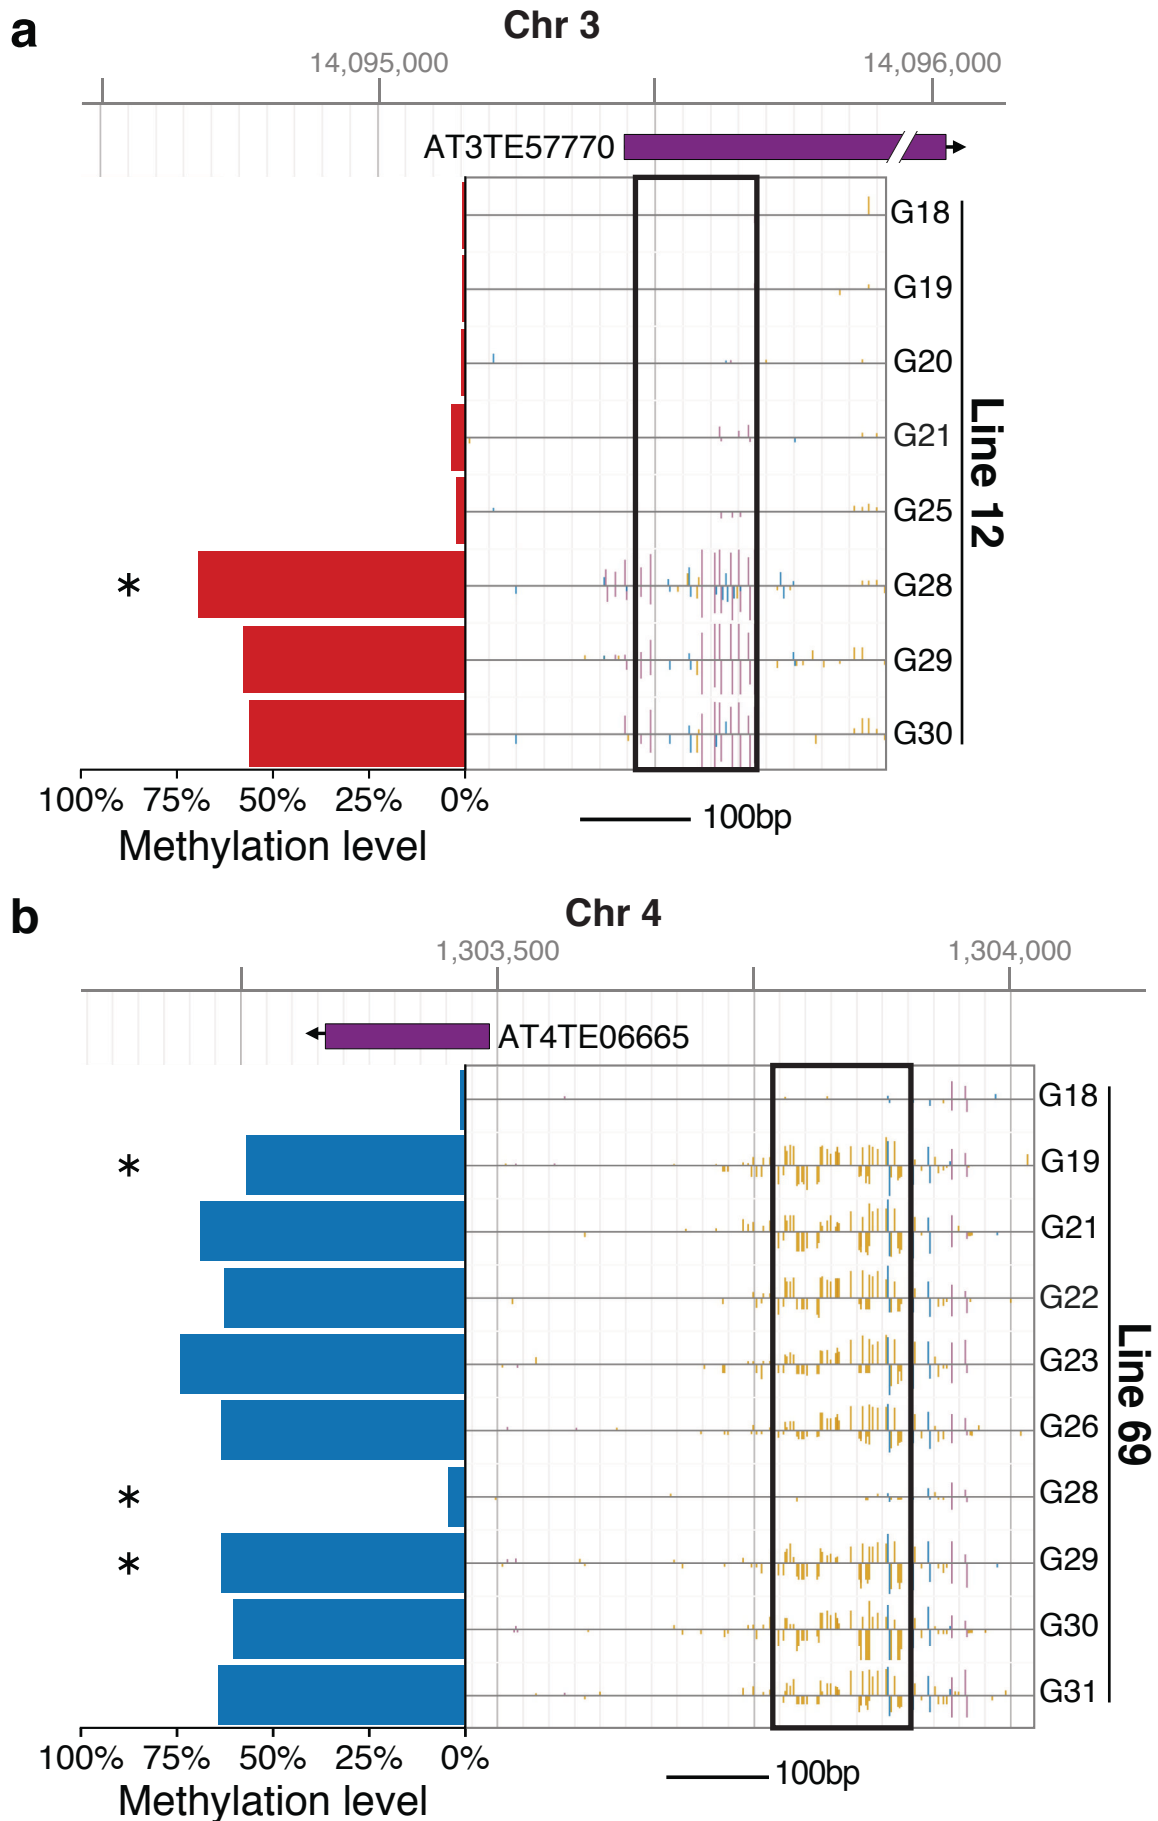 a
Chr 3
14,095,000 14,096,000
AT3TE57770
G18
G19
G20
G21
G25
* G28
G29
G30
Line 12
100% 75% 50% 25% 0%
Methylation level
100bp
b
Chr 4
1,303,500 1,304,000
AT4TE06665
G18
* G19
G21
G22
G23
G26
* G28
* G29
G30
G31
Line 69
100% 75% 50% 25% 0%
Methylation level
100bp